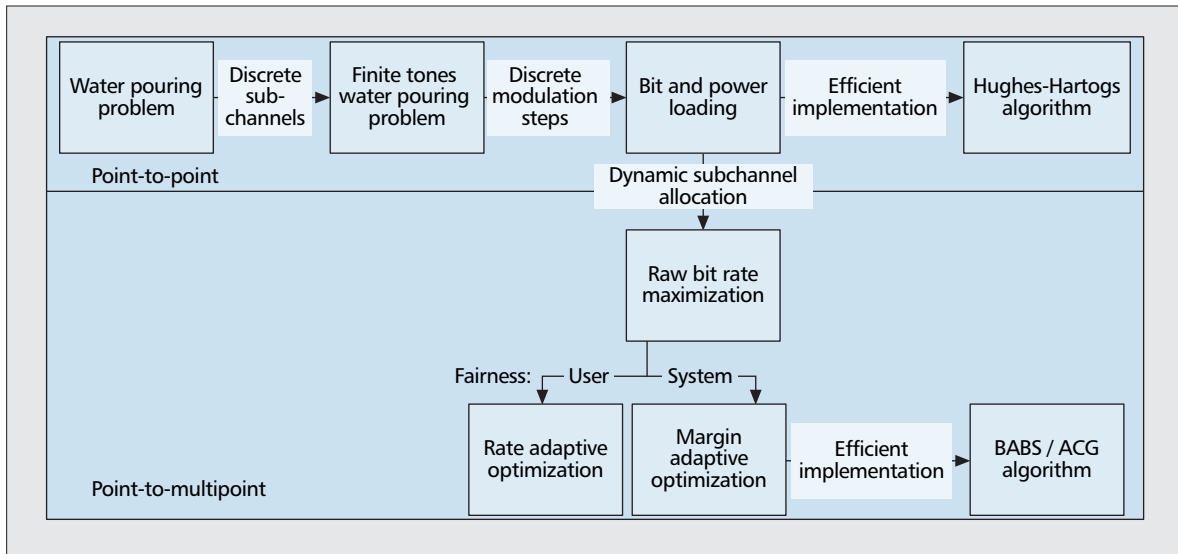 Water pouring
problem
Discrete
sub-
channels
Finite tones
water pouring
problem
Discrete
modulation
steps
Bit and power
loading
Efficient
implementation
Hughes-Hartogs
algorithm
Point-to-point
Dynamic subchannel
allocation
Raw bit rate
maximization
Fairness: User System
Rate adaptive
optimization
Margin
adaptive
optimization
Efficient
implementation
BABS / ACG
algorithm
Point-to-multipoint